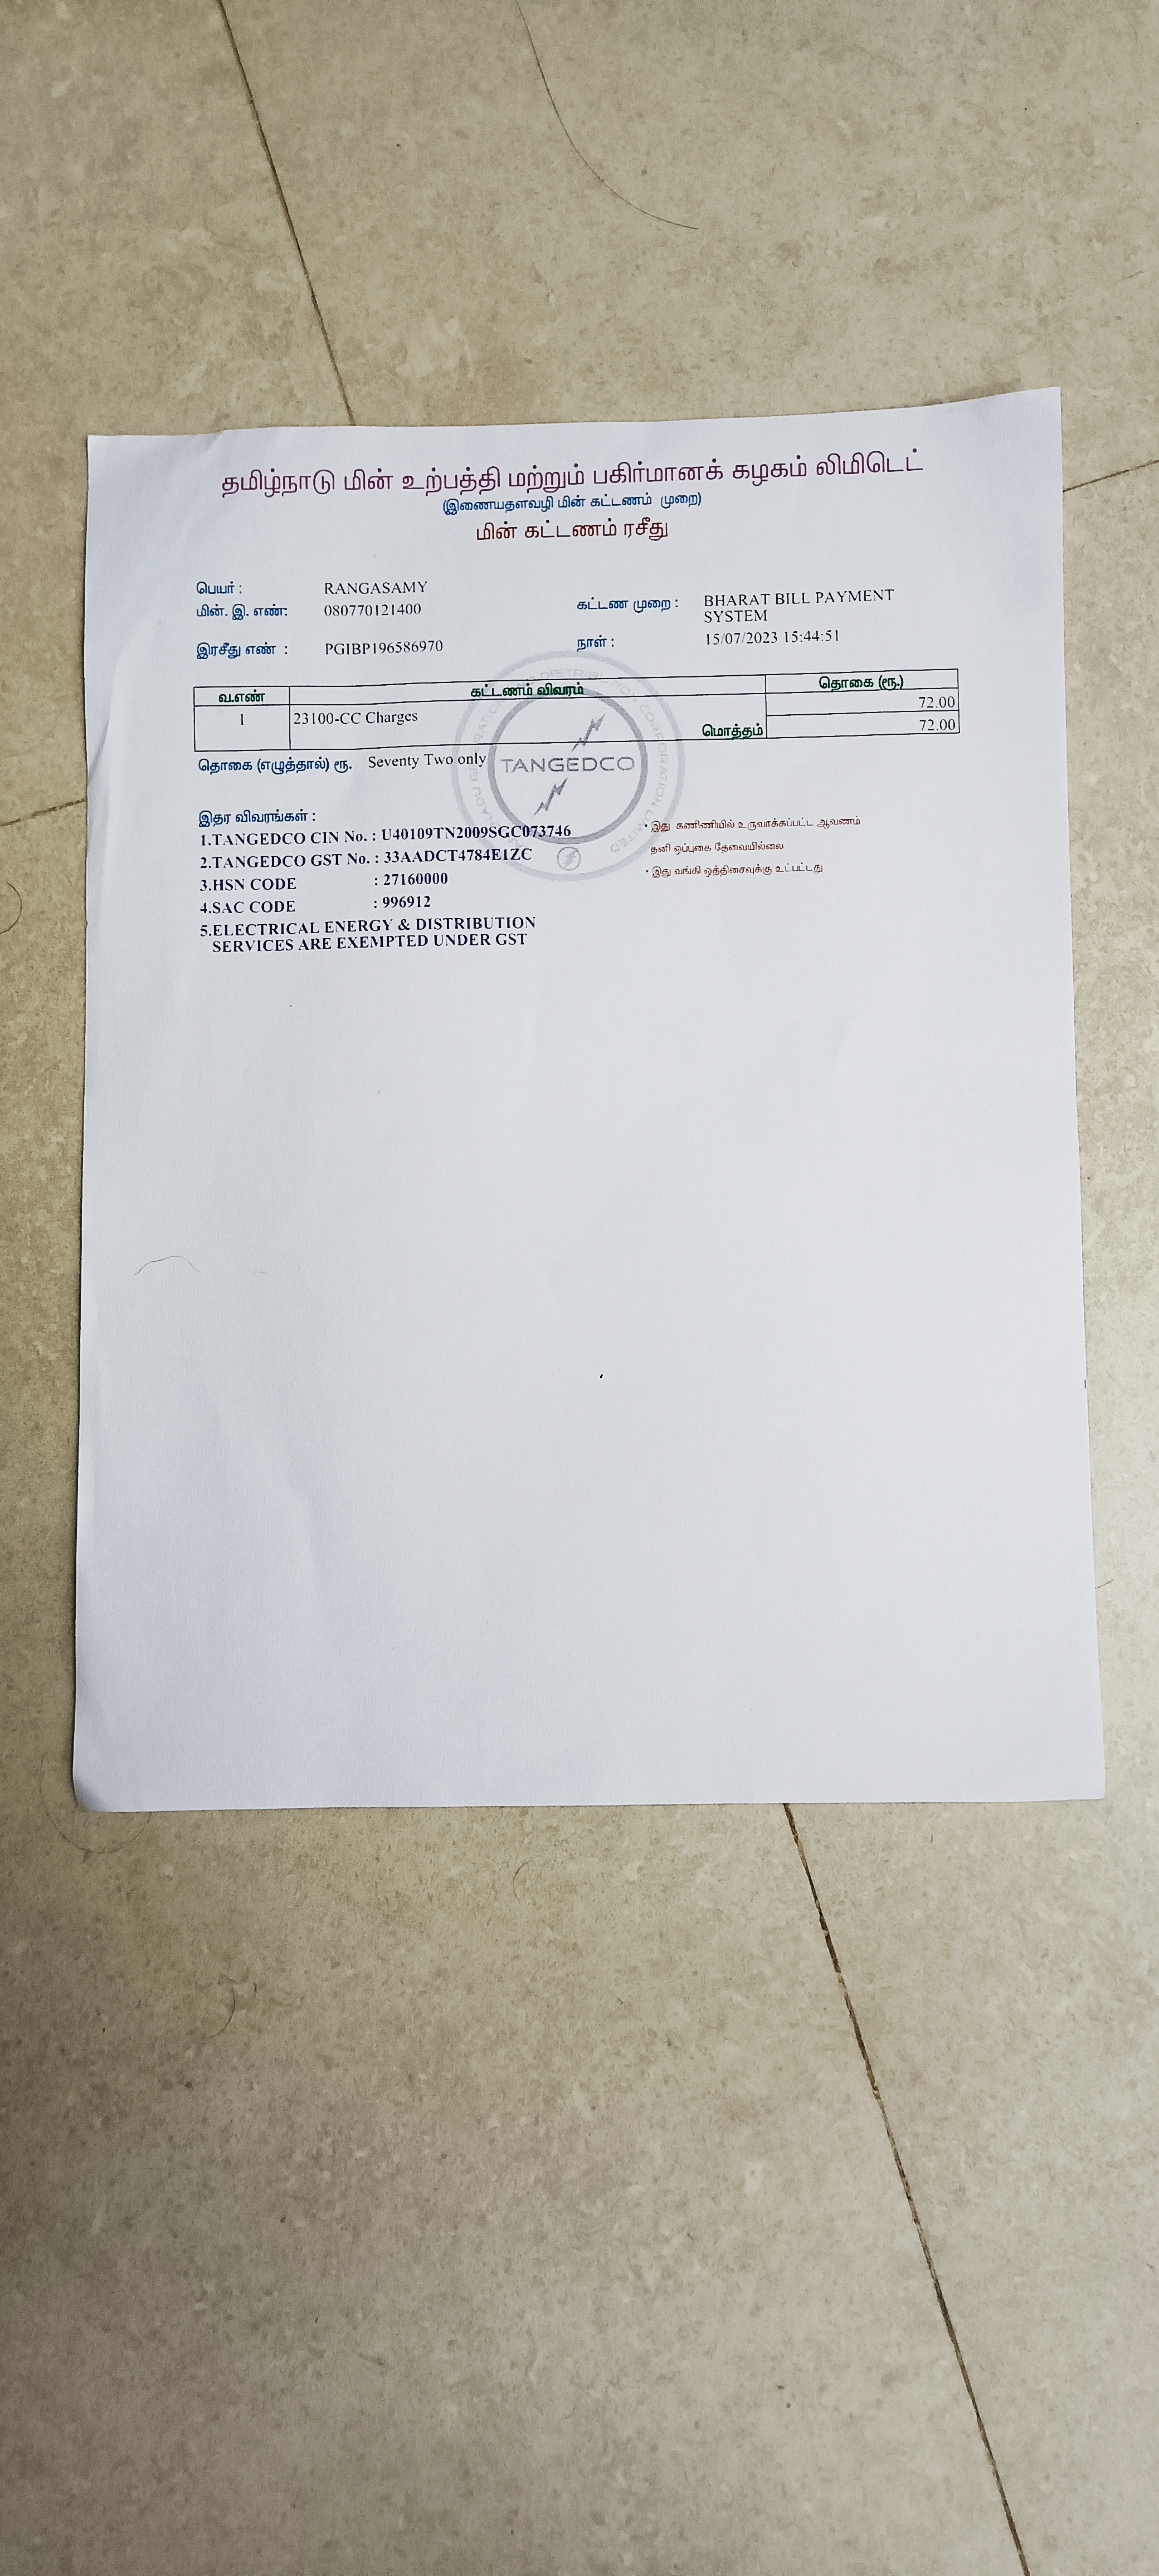 தமிழ்நாடு மின் உற்பத்தி மற்றும் பகிர்மானக் கழகம் லிமிடெட்
(இணையதளவழி மின் கட்டணம் முறை)
மின் கட்டணம் ரசீது
பெயர் : RANGASAMY
மின். இ. எண்: 080770121400
கட்டண முறை : BHARAT BILL PAYMENT
SYSTEM
இரசீது எண் : PGIBP196586970
நாள் : 15/07/2023 15:44:51
வ.எண் கட்டணம் விவரம் தொகை (ரூ.)
1 23100-CC Charges 72.00
மொத்தம் 72.00
தொகை (எழுத்தால்) ரூ. Seventy Two only
TANGEDCO
இதர விவரங்கள் :
1.TANGEDCO CIN No. : U40109TN2009SGC073746
2.TANGEDCO GST No. : 33AADCT4784E1ZC
3.HSN CODE : 27160000
4.SAC CODE : 996912
5.ELECTRICAL ENERGY & DISTRIBUTION
SERVICES ARE EXEMPTED UNDER GST
* இது கணிணியில் உருவாக்கப்பட்ட ஆவணம்
தனி ஒப்புகை தேவையில்லை
* இது வங்கி ஒத்திசைவுக்கு உட்பட்டது